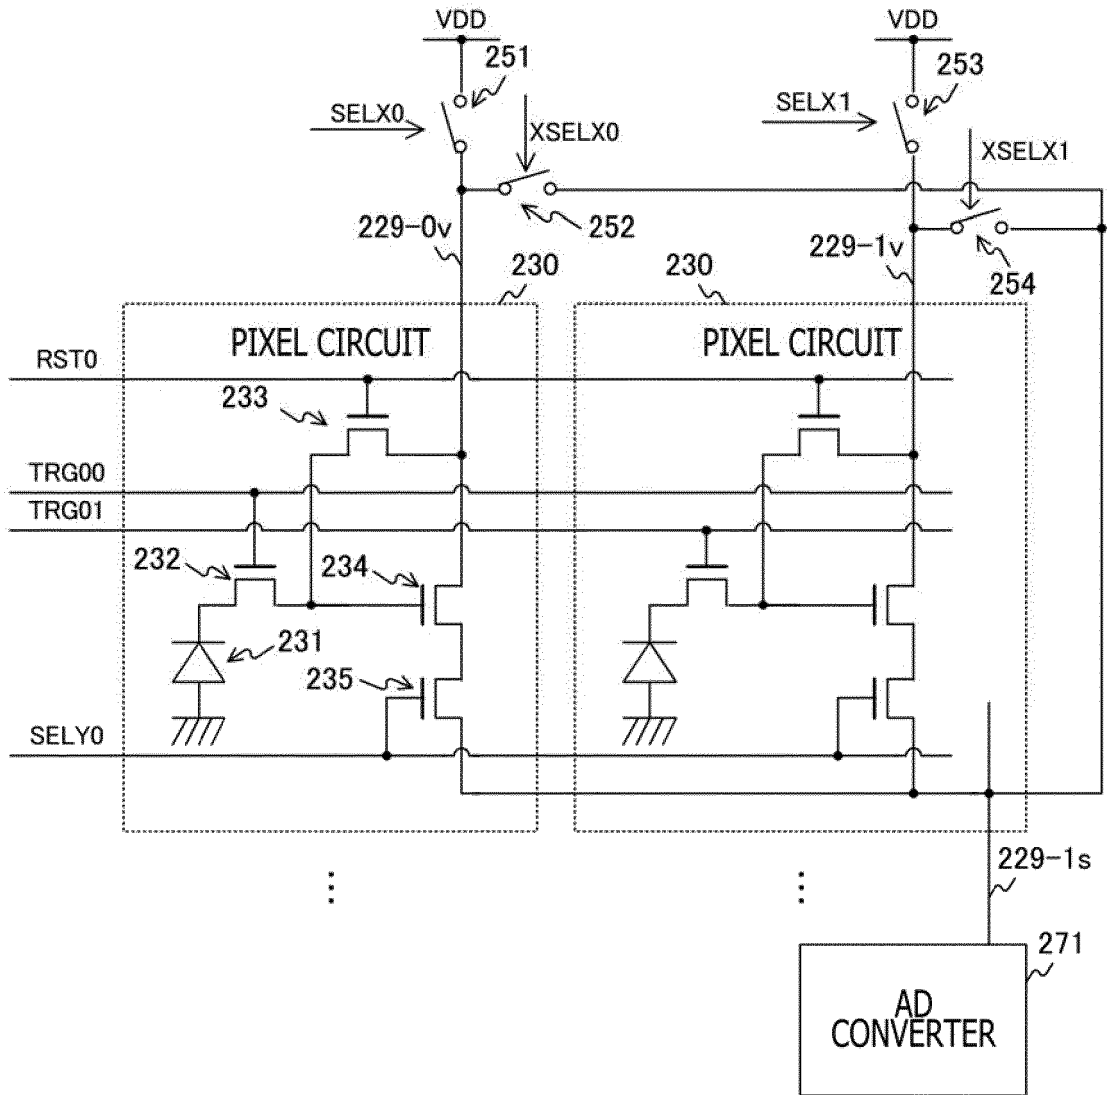 VDD
VDD
251
253
SELX0
XSELX0
SELX1
XSELX1
229-0v
252
229-1v
254
230
230
PIXEL CIRCUIT
PIXEL CIRCUIT
RST0
233
TRG00
TRG01
232
234
231
235
SELY0
⋮
⋮
229-1s
271
AD
CONVERTER